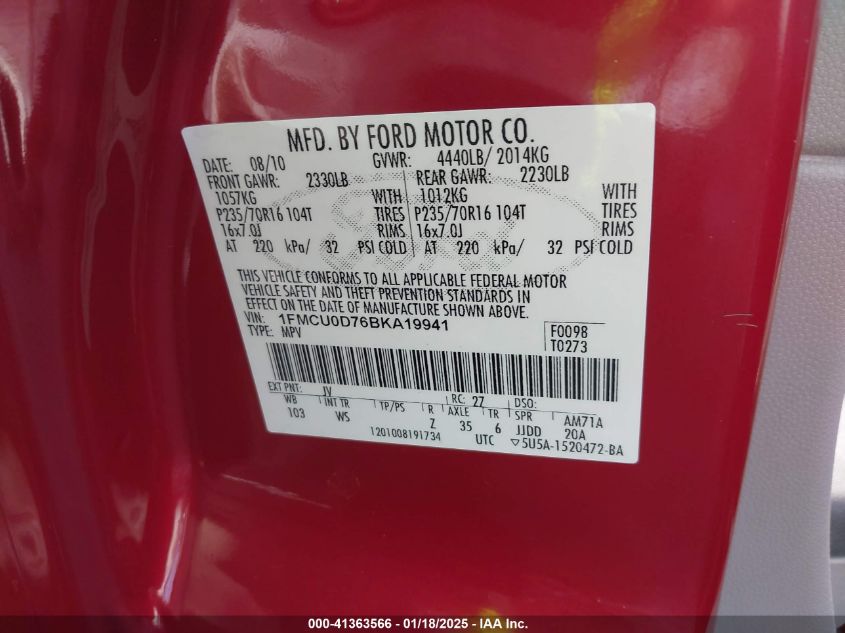 MFD. BY FORD MOTOR CO.
DATE: 08/10 GVWR: 4440LB/ 2014KG
FRONT GAWR: 2330LB REAR GAWR: 2230LB
1057KG WITH 1012KG WITH
P235/70R16 104T TIRES P235/70R16 104T TIRES
16x7.0J RIMS 16x7.0J RIMS
AT 220 kPa/ 32 PSI COLD AT 220 kPa/ 32 PSI COLD
THIS VEHICLE CONFORMS TO ALL APPLICABLE FEDERAL MOTOR
VEHICLE SAFETY AND THEFT PREVENTION STANDARDS IN
EFFECT ON THE DATE OF MANUFACTURE SHOWN ABOVE.
VIN: 1FMCU0D76BKA19941
TYPE: MPV
F0098
T0273
EXT PNT: JV RC: 27 DSO:
WB INT TR TP/PS R AXLE TR SPR AM71A
103 WS Z 35 6 JJDD 20A
1201008191734 UTC ▽5U5A-1520472-BA
000-41363566 / 01/18/2025 - IAA Inc.